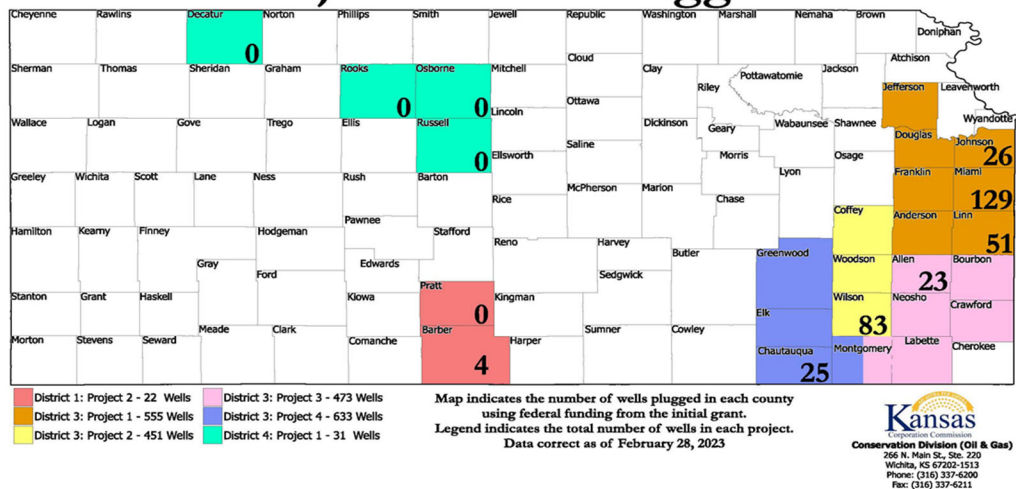 Cheyenne Rawlins Decatur Norton Phillips Smith Jewell Republic Washington Marshall Nemaha Brown
Doniphan
0
Cloud Atchison
Sherman Thomas Sheridan Graham Rooks Osborne Mitchell Clay Pottawatomie Jackson
Riley Jefferson Leavenworth
0 0 Lincoln Ottawa
Wallace Logan Gove Trego Ellis Russell Dickinson Geary Wabaunsee Shawnee Wyandotte
Douglas Johnson
Saline
0 Ellsworth Morris Osage 26
Greeley Wichita Scott Lane Ness Rush Barton Lyon Franklin Miami
McPherson Marion
Rice Chase 129
Pawnee Coffey Anderson Linn
Hamilton Kearny Finney Hodgeman Stafford Reno Harvey 51
Butler Greenwood
Gray Edwards Woodson Allen Bourbon
Ford Sedgwick 23
Pratt
Stanton Grant Haskell Kiowa 0 Kingman Wilson Neosho Crawford
Elk
Meade Clark Barber Sumner Cowley 83
Morton Stevens Seward Comanche Harper Chautauqua Montgomery Labette Cherokee
4 25
District 1: Project 2 - 22 Wells
District 3: Project 1 - 555 Wells
District 3: Project 2 - 451 Wells
District 3: Project 3 - 473 Wells
District 3: Project 4 - 633 Wells
District 4: Project 1 - 31 Wells
Map indicates the number of wells plugged in each county
using federal funding from the initial grant.
Legend indicates the total number of wells in each project.
Data correct as of February 28, 2023
Kansas
Corporation Commission
Conservation Division (Oil & Gas)
266 N. Main St., Ste. 220
Wichita, KS 67202-1513
Phone: (316) 337-6200
Fax: (316) 337-6211